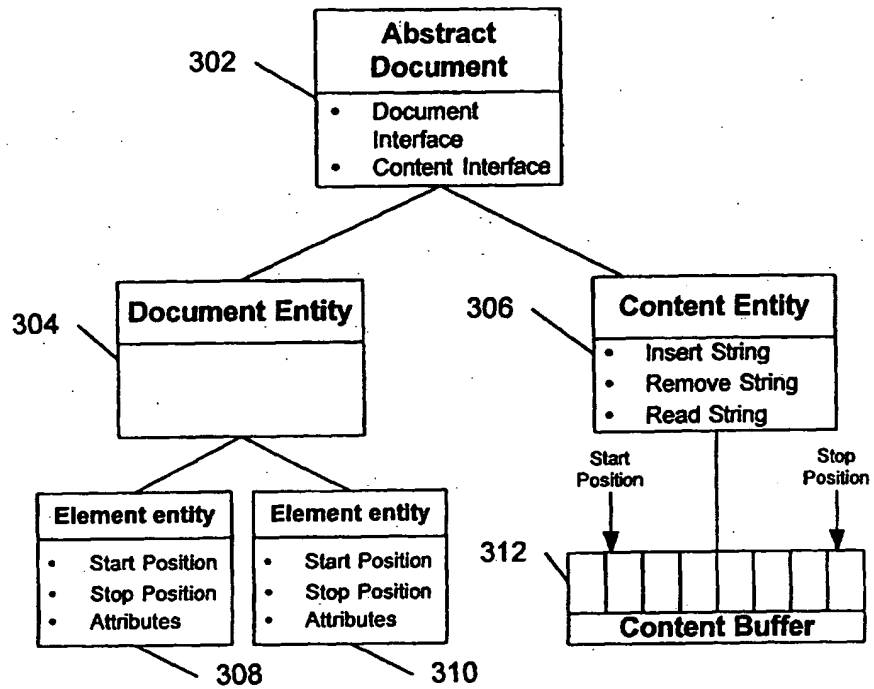 Abstract
Document
302
• Document
Interface
• Content Interface
Document Entity
304
Content Entity
306
• Insert String
• Remove String
• Read String
Start
Position
Stop
Position
Element entity
• Start Position
• Stop Position
• Attributes
308
Element entity
• Start Position
• Stop Position
• Attributes
310
312
Content Buffer